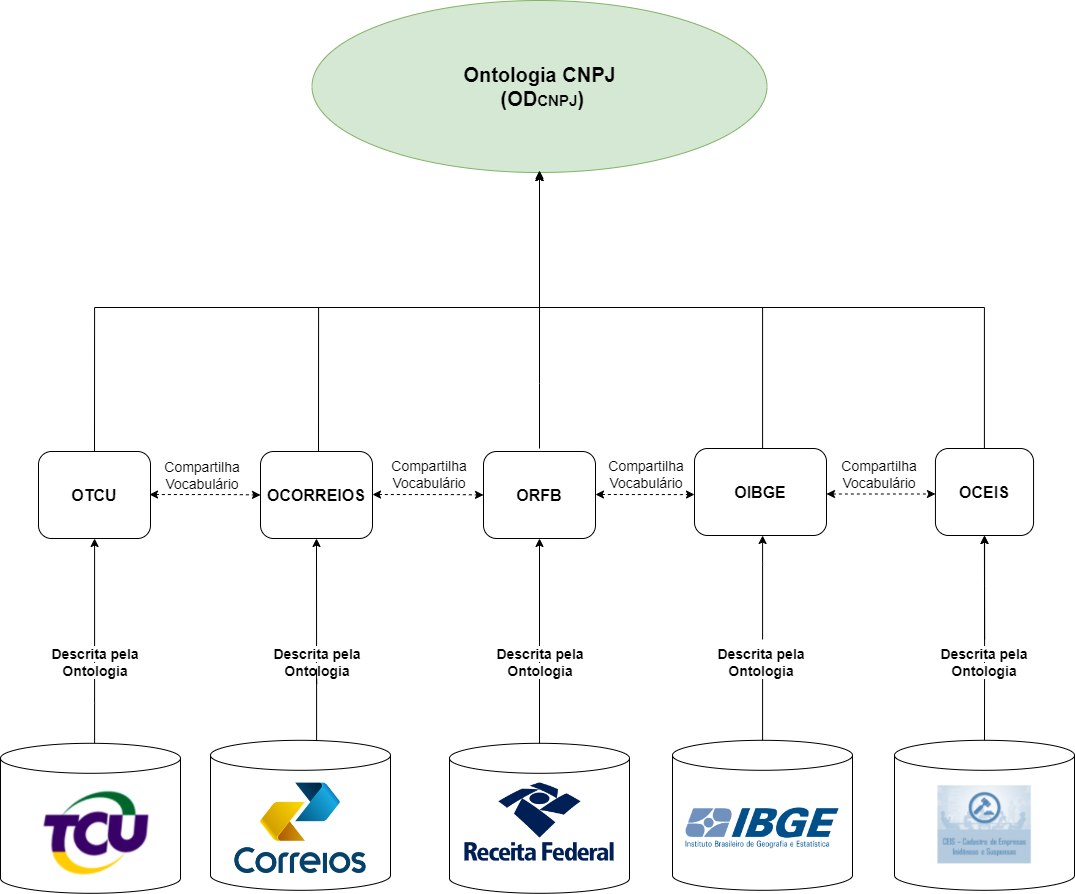 Ontologia CNPJ
(ODCNPJ)
Compartilha
Vocabulário
Compartilha
Vocabulário
Compartilha
Vocabulário
Compartilha
Vocabulário
OTCU
OCORREIOS
ORFB
OIBGE
OCEIS
Descrita pela
Ontologia
Descrita pela
Ontologia
Descrita pela
Ontologia
Descrita pela
Ontologia
Descrita pela
Ontologia
TCU
Correios
Receita Federal
IBGE
Instituto Brasileiro de Geografia e Estatística
CEIS - Cadastro de Empresas
Inidôneas e Suspensas